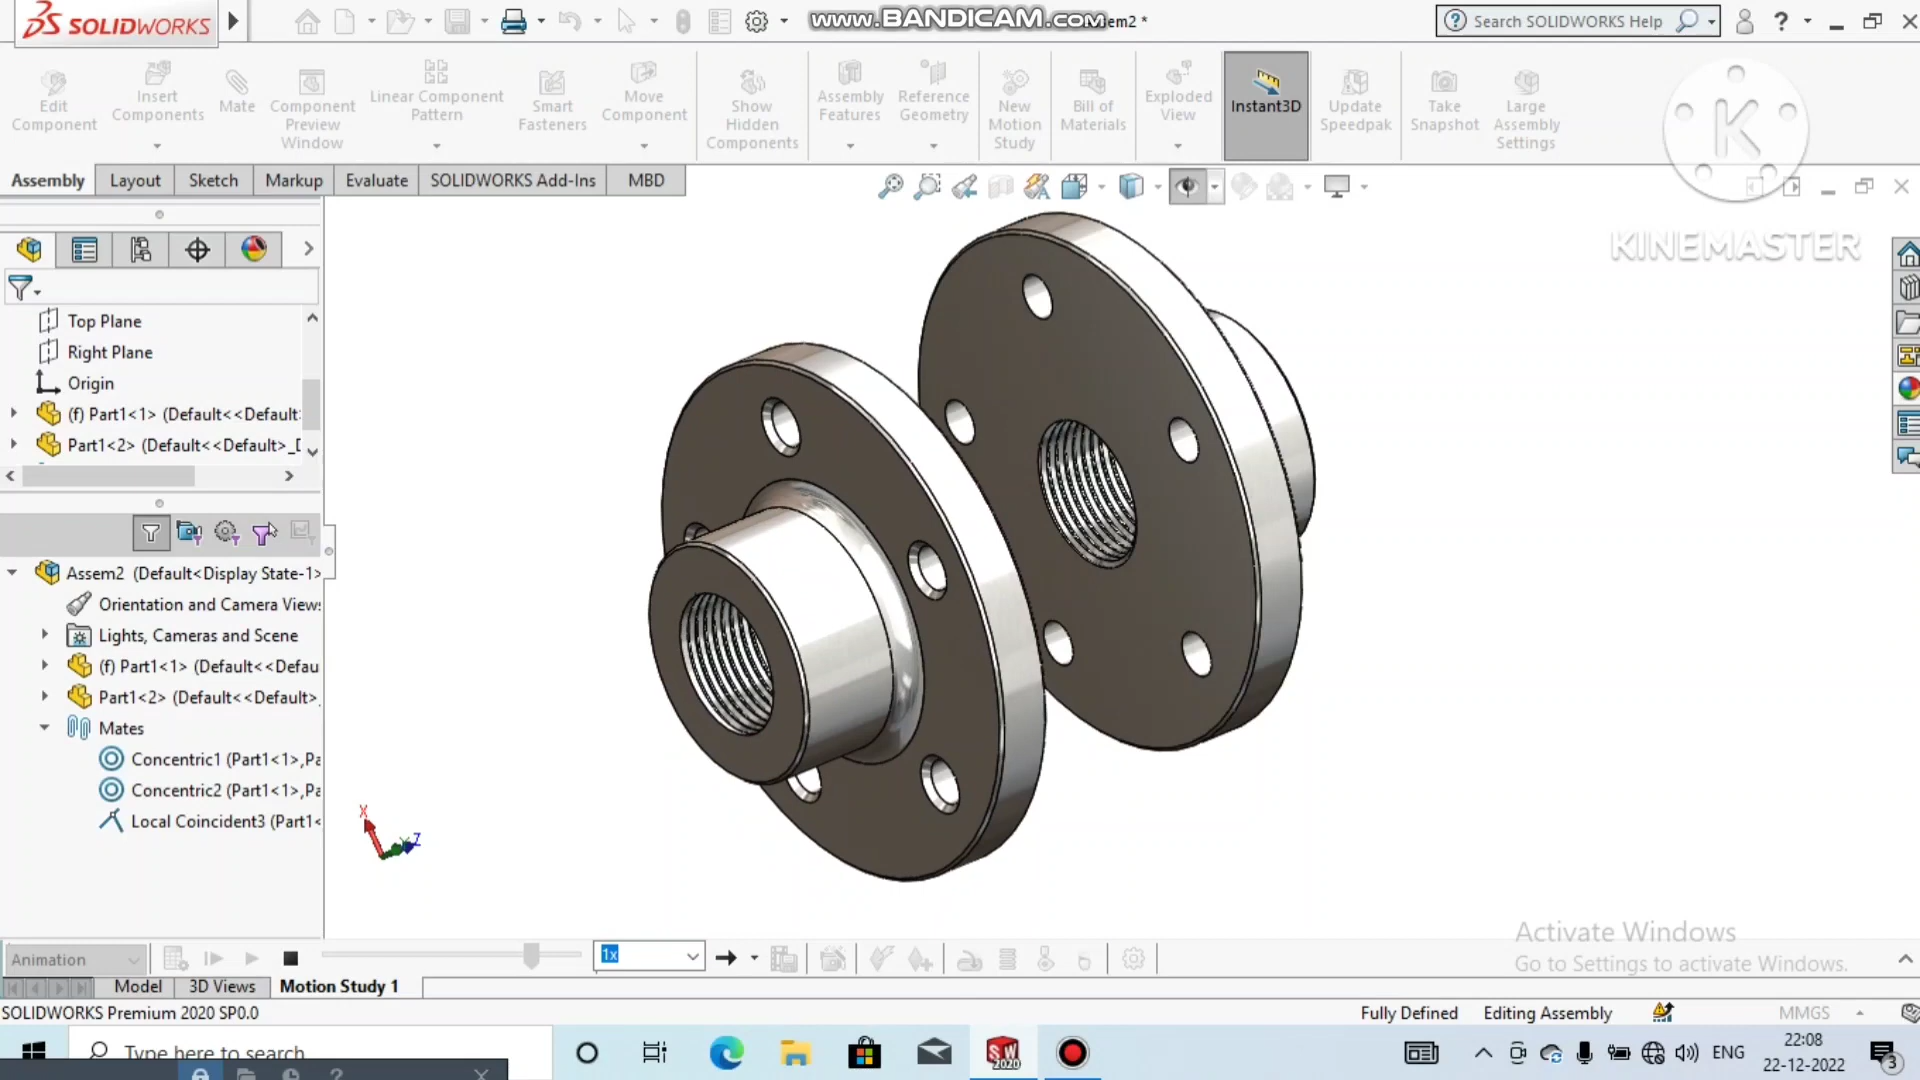 SOLIDWORKS
www.BANDICAM.com
em2 *
Search SOLIDWORKS Help
Edit Component
Insert Components
Mate
Component Preview Window
Linear Component Pattern
Smart Fasteners
Move Component
Show Hidden Components
Assembly Features
Reference Geometry
New Motion Study
Bill of Materials
Exploded View
Instant3D
Update Speedpak
Take Snapshot
Large Assembly Settings
K
KINEMASTER
Assembly
Layout
Sketch
Markup
Evaluate
SOLIDWORKS Add-Ins
MBD
Top Plane
Right Plane
Origin
(f) Part1<1> (Default<<Default
Part1<2> (Default<<Default>_D
Assem2 (Default<Display State-1>
Orientation and Camera Views
Lights, Cameras and Scene
(f) Part1<1> (Default<<Defau
Part1<2> (Default<<Default>_
Mates
Concentric1 (Part1<1>,Pa
Concentric2 (Part1<1>,Pa
Local Coincident3 (Part1<
X
Z
Activate Windows
Go to Settings to activate Windows.
Animation
1x
Model
3D Views
Motion Study 1
SOLIDWORKS Premium 2020 SP0.0
Fully Defined
Editing Assembly
MMGS
Type here to search
SW 2020
ENG
22:08
22-12-2022
3